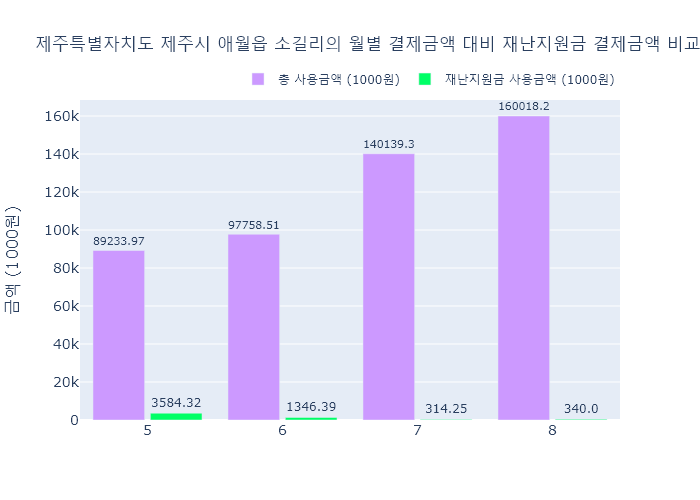 제주특별자치도 제주시 애월읍 소길리의 월별 결제금액 대비 재난지원금 결제금액 비교
총 사용금액 (1000원) 재난지원금 사용금액 (1000원)
금액 (1000원)
160k
140k
120k
100k
80k
60k
40k
20k
0
89233.97
3584.32
97758.51
1346.39
140139.3
314.25
160018.2
340.0
5 6 7 8